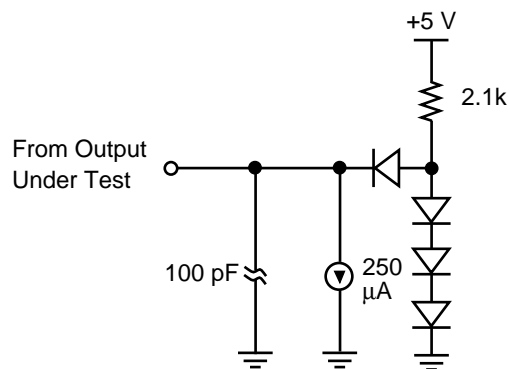 +5 V
2.1k
From Output
Under Test
100 pF
250
μA